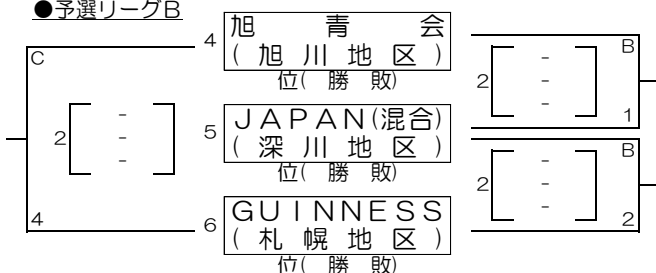 ●予選リーグB
4 旭青会
(旭川地区)
位( 勝 敗)
5 JAPAN(混合)
(深川地区)
位( 勝 敗)
6 GUINNESS
(札幌地区)
位( 勝 敗)
C
2 [ - - - ]
4
B
2 [ - - - ]
1
B
2 [ - - - ]
2